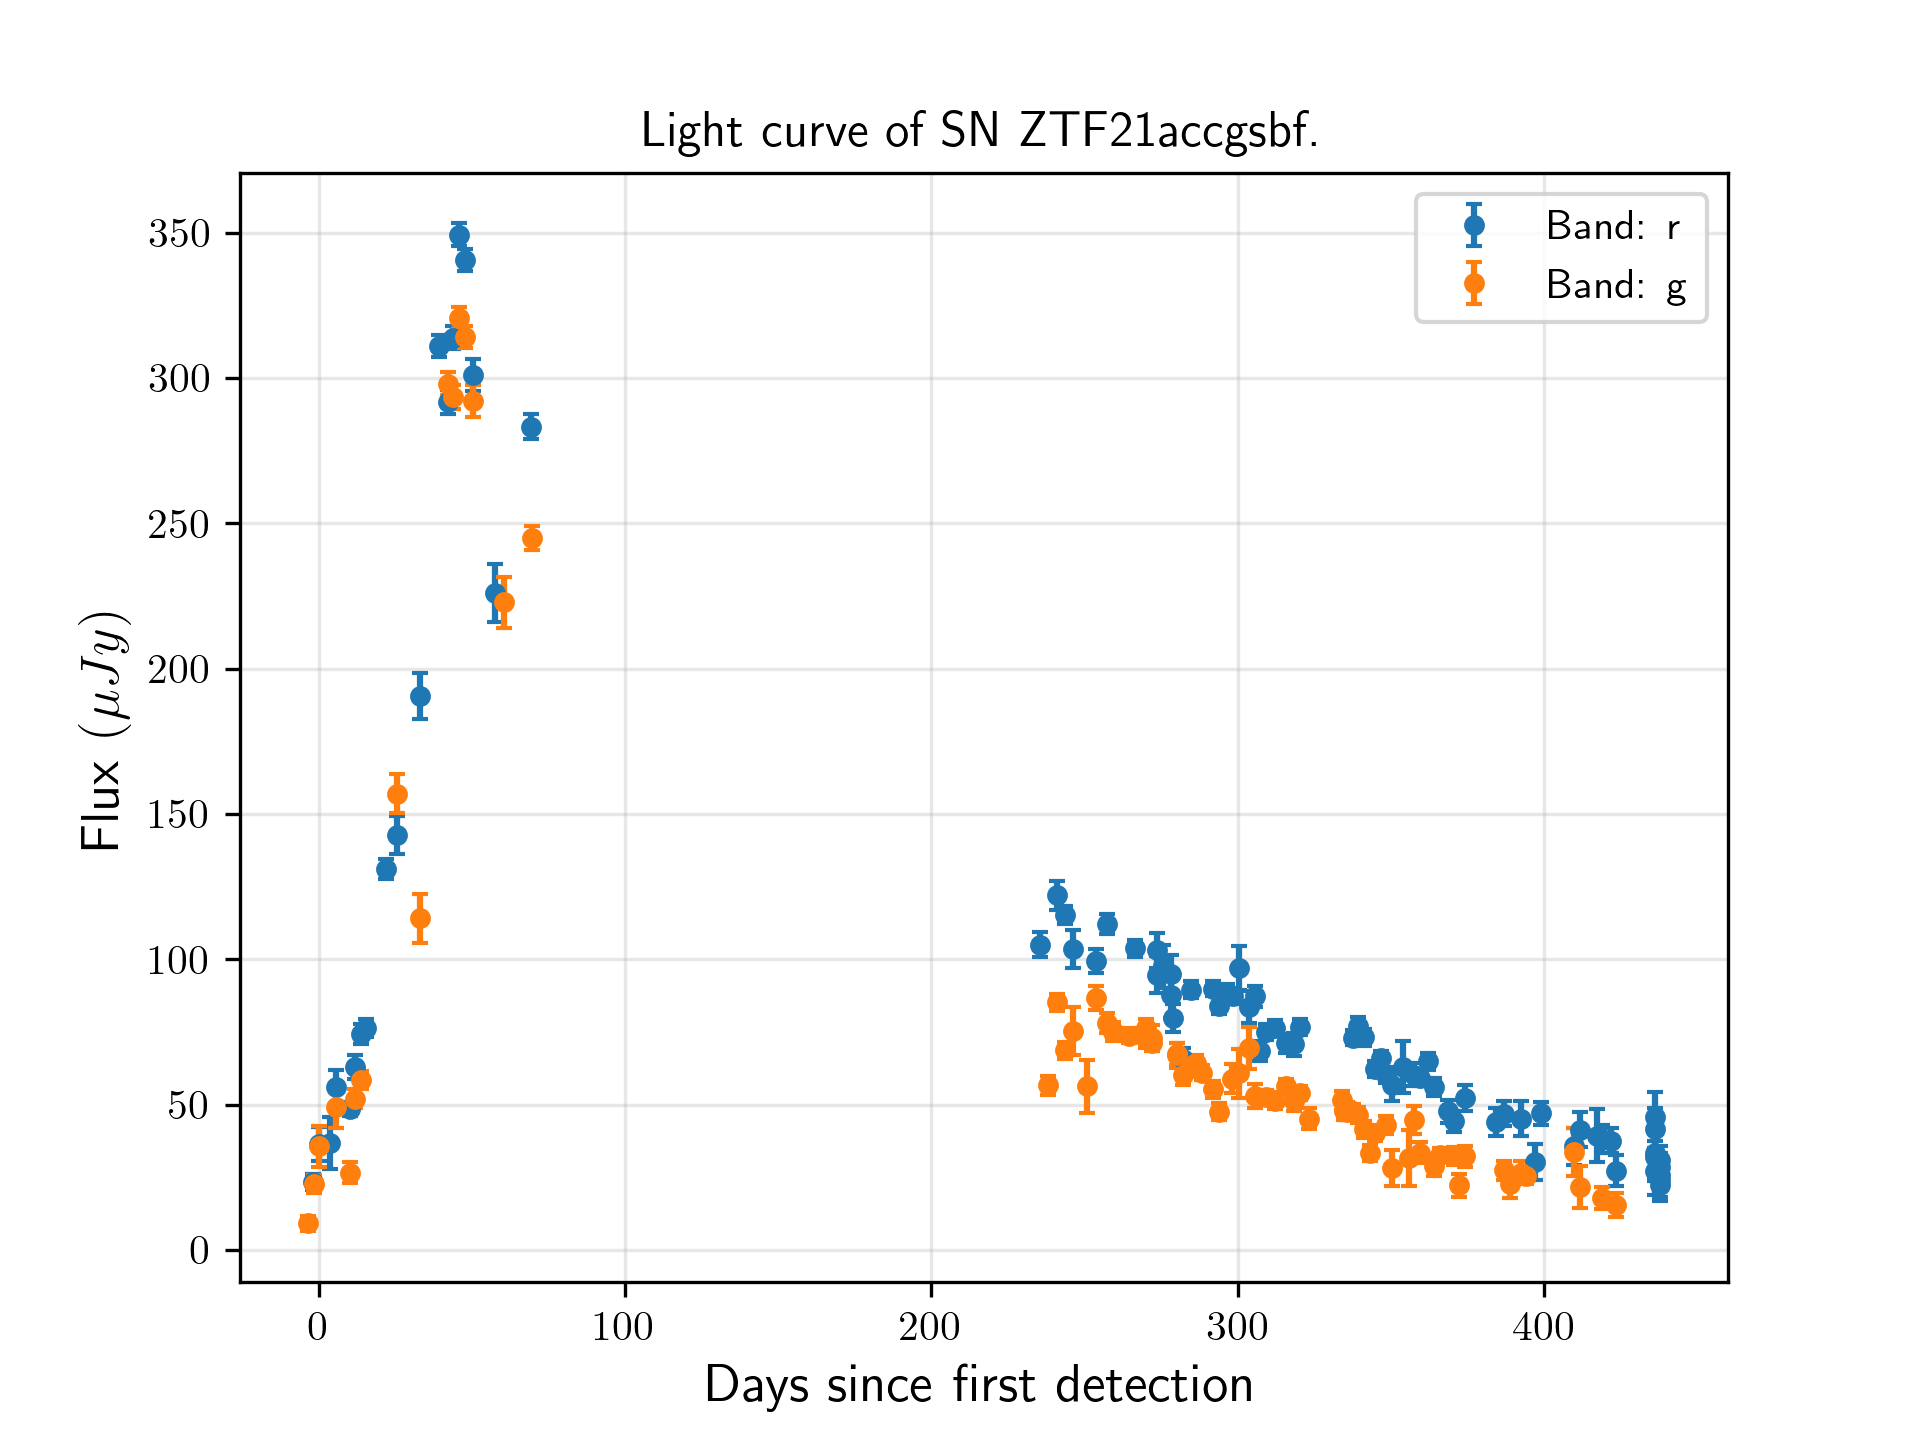 Light curve of SN ZTF21accgsbf.
Band: r
Band: g
350
300
250
200
150
100
50
0
Flux (μJy)
0 100 200 300 400
Days since first detection